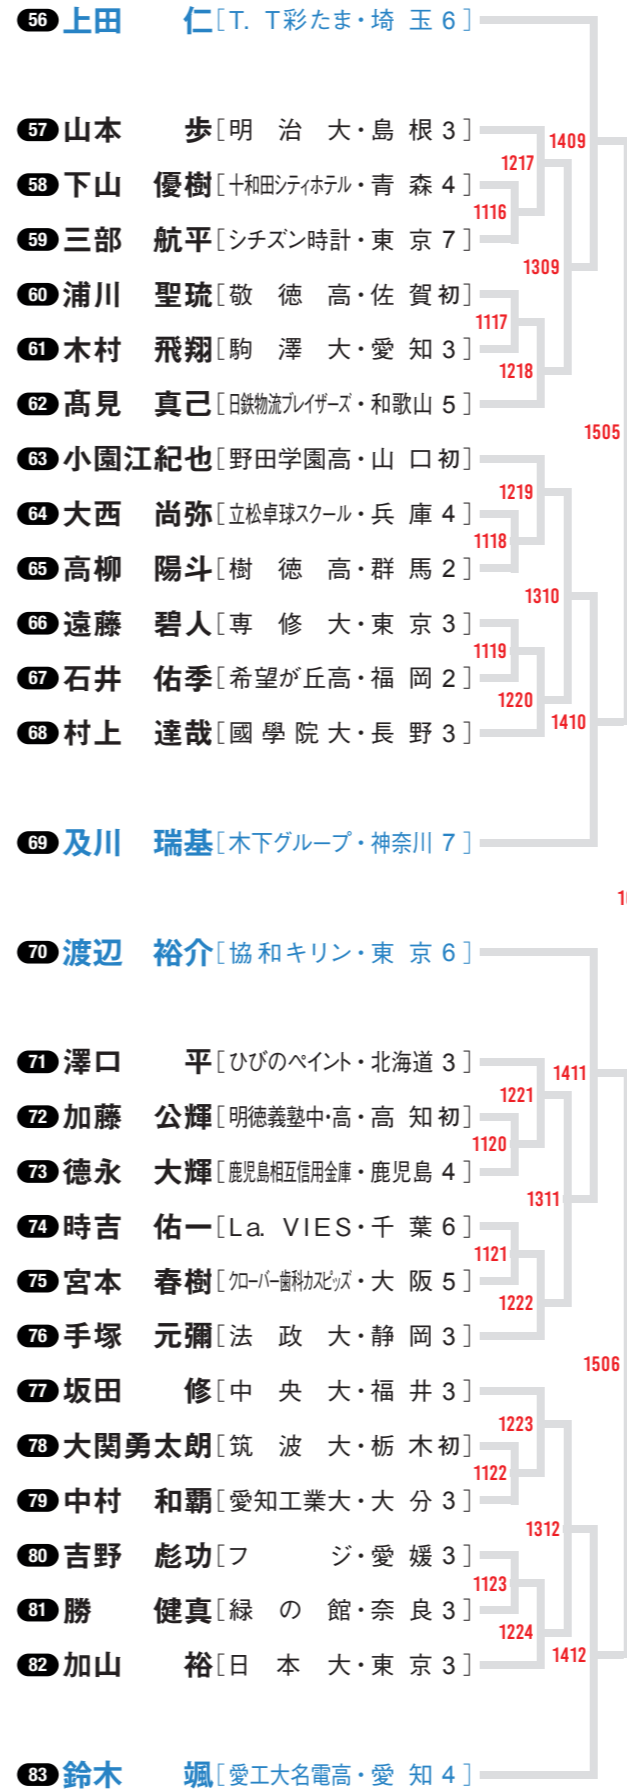 56 上田 仁[T. T彩たま・埼 玉 6]
1409
57 山本 歩[明 治 大・島 根 3]
1217
58 下山 優樹[十和田シティホテル・青 森 4]
1116
59 三部 航平[シチズン時計・東 京 7]
1309
60 浦川 聖琉[敬 徳 高・佐 賀初]
1117
61 木村 飛翔[駒 澤 大・愛 知 3]
1218
62 髙見 真己[日鉄物流ブレイザーズ・和歌山 5]
1505
63 小園江紀也[野田学園高・山 口初]
1219
64 大西 尚弥[立松卓球スクール・兵 庫 4]
1118
65 高柳 陽斗[樹 徳 高・群 馬 2]
1310
66 遠藤 碧人[専 修 大・東 京 3]
1119
67 石井 佑季[希望が丘高・福 岡 2]
1220
68 村上 達哉[國 學 院 大・長 野 3]
1410
69 及川 瑞基[木下グループ・神奈川 7]
70 渡辺 裕介[協和キリン・東 京 6]
71 澤口 平[ひびのペイント・北海道 3]
1411
1221
72 加藤 公輝[明徳義塾中・高・高 知初]
1120
73 德永 大輝[鹿児島相互信用金庫・鹿児島 4]
1311
74 時吉 佑一[La. VIES・千 葉 6]
1121
75 宮本 春樹[クローバー歯科カスピッズ・大 阪 5]
1222
76 手塚 元彌[法 政 大・静 岡 3]
1506
77 坂田 修[中 央 大・福 井 3]
1223
78 大関勇太朗[筑 波 大・栃 木初]
1122
79 中村 和覇[愛知工業大・大 分 3]
1312
80 吉野 彪功[フ ジ・愛 媛 3]
1123
81 勝 健真[緑 の 館・奈 良 3]
1224
82 加山 裕[日 本 大・東 京 3]
1412
83 鈴木 颯[愛工大名電高・愛 知 4]